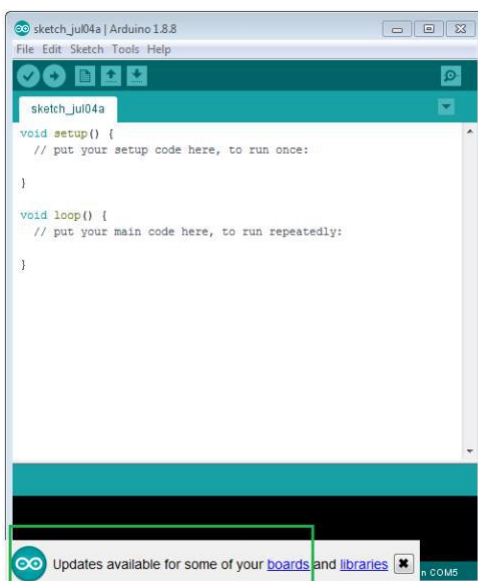 sketch_jul04a | Arduino 1.8.8
File Edit Sketch Tools Help
sketch_jul04a
void setup() {
  // put your setup code here, to run once:
}
void loop() {
  // put your main code here, to run repeatedly:
}
Updates available for some of your boards and libraries
n COM5